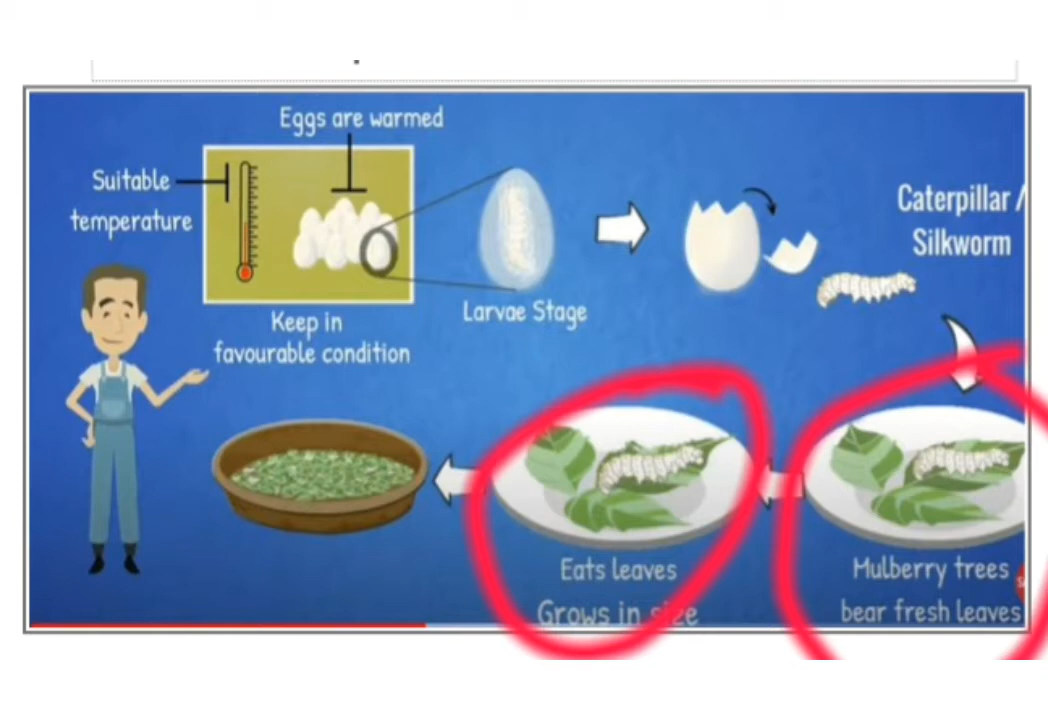 Eggs are warmed
Suitable
temperature
Caterpillar /
Silkworm
Larvae Stage
Keep in
favourable condition
Eats leaves
Grows in size
Mulberry trees
bear fresh leaves